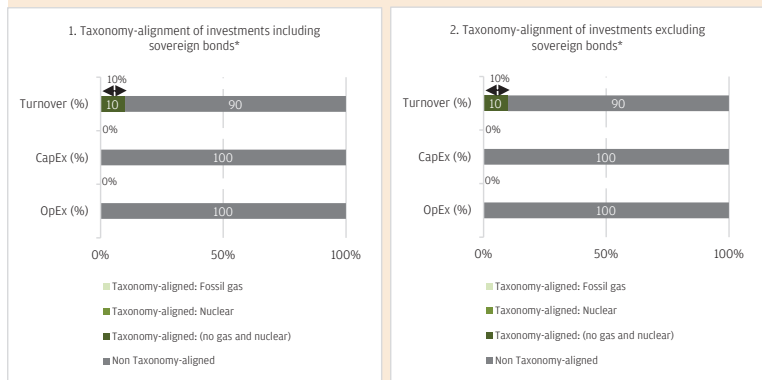 1. Taxonomy-alignment of investments including
sovereign bonds*
10%
Turnover (%)
10
90
0%
CapEx (%)
100
0%
OpEx (%)
100
0%
50%
100%
Taxonomy-aligned: Fossil gas
Taxonomy-aligned: Nuclear
Taxonomy-aligned: (no gas and nuclear)
Non Taxonomy-aligned
2. Taxonomy-alignment of investments excluding
sovereign bonds*
10%
Turnover (%)
10
90
0%
CapEx (%)
100
0%
OpEx (%)
100
0%
50%
100%
Taxonomy-aligned: Fossil gas
Taxonomy-aligned: Nuclear
Taxonomy-aligned: (no gas and nuclear)
Non Taxonomy-aligned